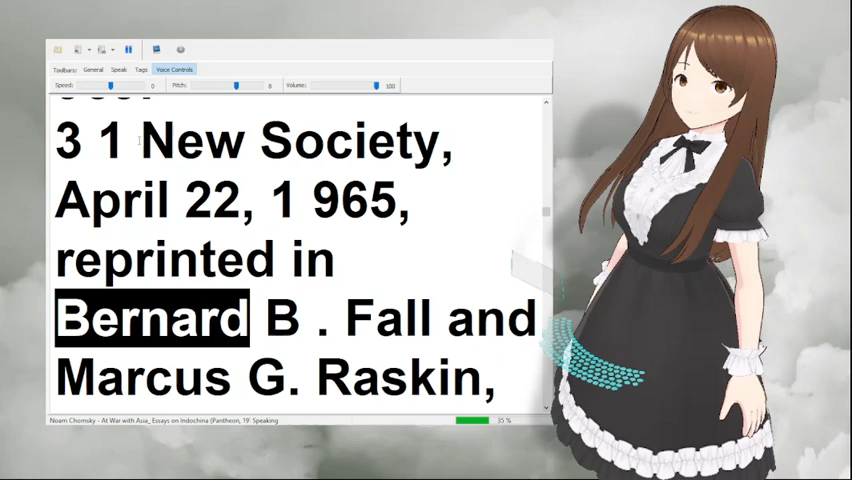 Toolbars: General Speak Tags Voice Controls
Speed: 0 Pitch: 8 Volume: 100
3 1 New Society,
April 22, 1 965,
reprinted in
Bernard B . Fall and
Marcus G. Raskin,
Noam Chomsky - At War with Asia_ Essays on Indochina (Pantheon, 19 Speaking 35 %